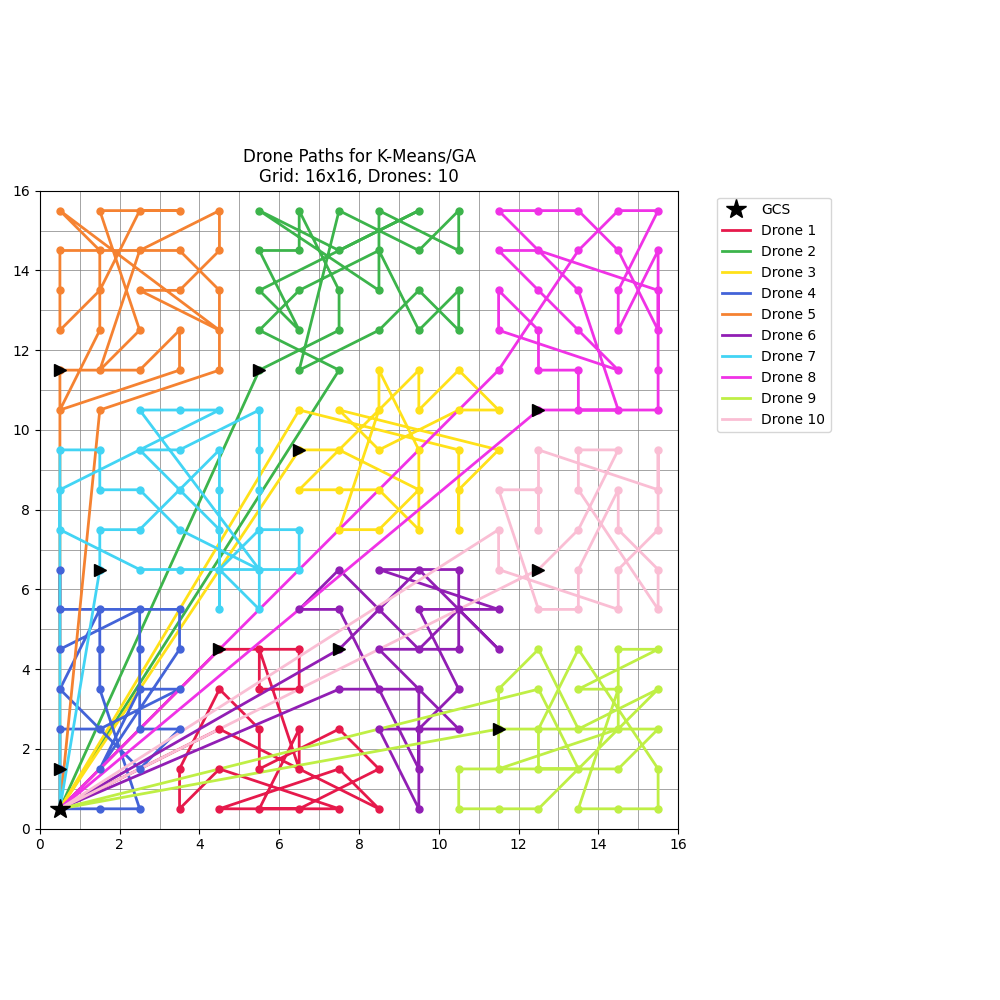 Drone Paths for K-Means/GA
Grid: 16x16, Drones: 10
16
14
12
10
8
6
4
2
0
0
2
4
6
8
10
12
14
16
GCS
Drone 1
Drone 2
Drone 3
Drone 4
Drone 5
Drone 6
Drone 7
Drone 8
Drone 9
Drone 10